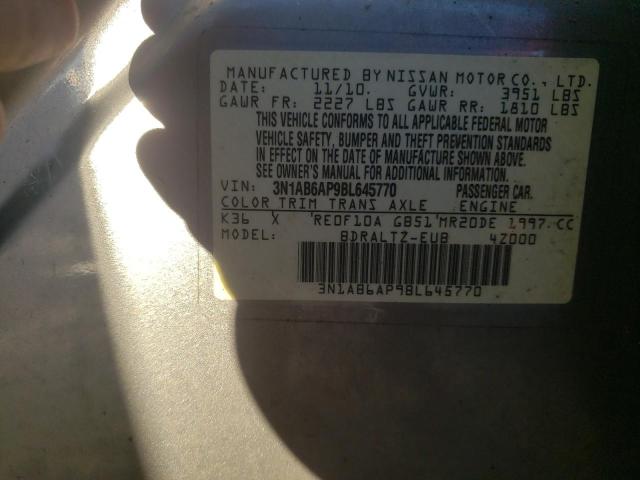 MANUFACTURED BY NISSAN MOTOR CO., LTD.
DATE: 11/10. GVWR: 3951 LBS
GAWR FR: 2227 LBS GAWR RR: 1810 LBS
THIS VEHICLE CONFORMS TO ALL APPLICABLE FEDERAL MOTOR
VEHICLE SAFETY, BUMPER AND THEFT PREVENTION STANDARDS
IN EFFECT ON THE DATE OF MANUFACTURE SHOWN ABOVE.
SEE OWNER'S MANUAL FOR ADDITIONAL INFORMATION
VIN: 3N1AB6AP9BL645770 PASSENGER CAR.
COLOR TRIM TRANS AXLE ENGINE
K36 X 'RE0F10A GB51'MR20DE 1997.CC
MODEL: BDRALTZ-EUB 4Z000
3N1AB6AP9BL645770